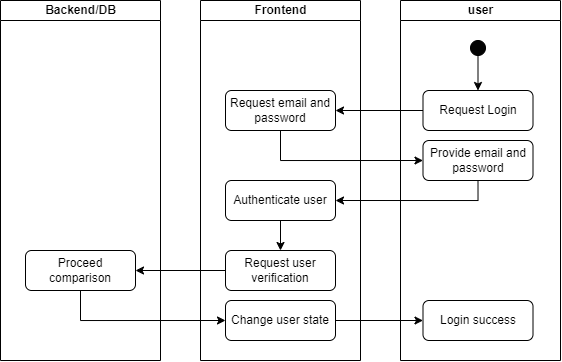 Backend/DB
Frontend
user
Request email and
password
Request Login
Provide email and
password
Authenticate user
Proceed
comparison
Request user
verification
Change user state
Login success